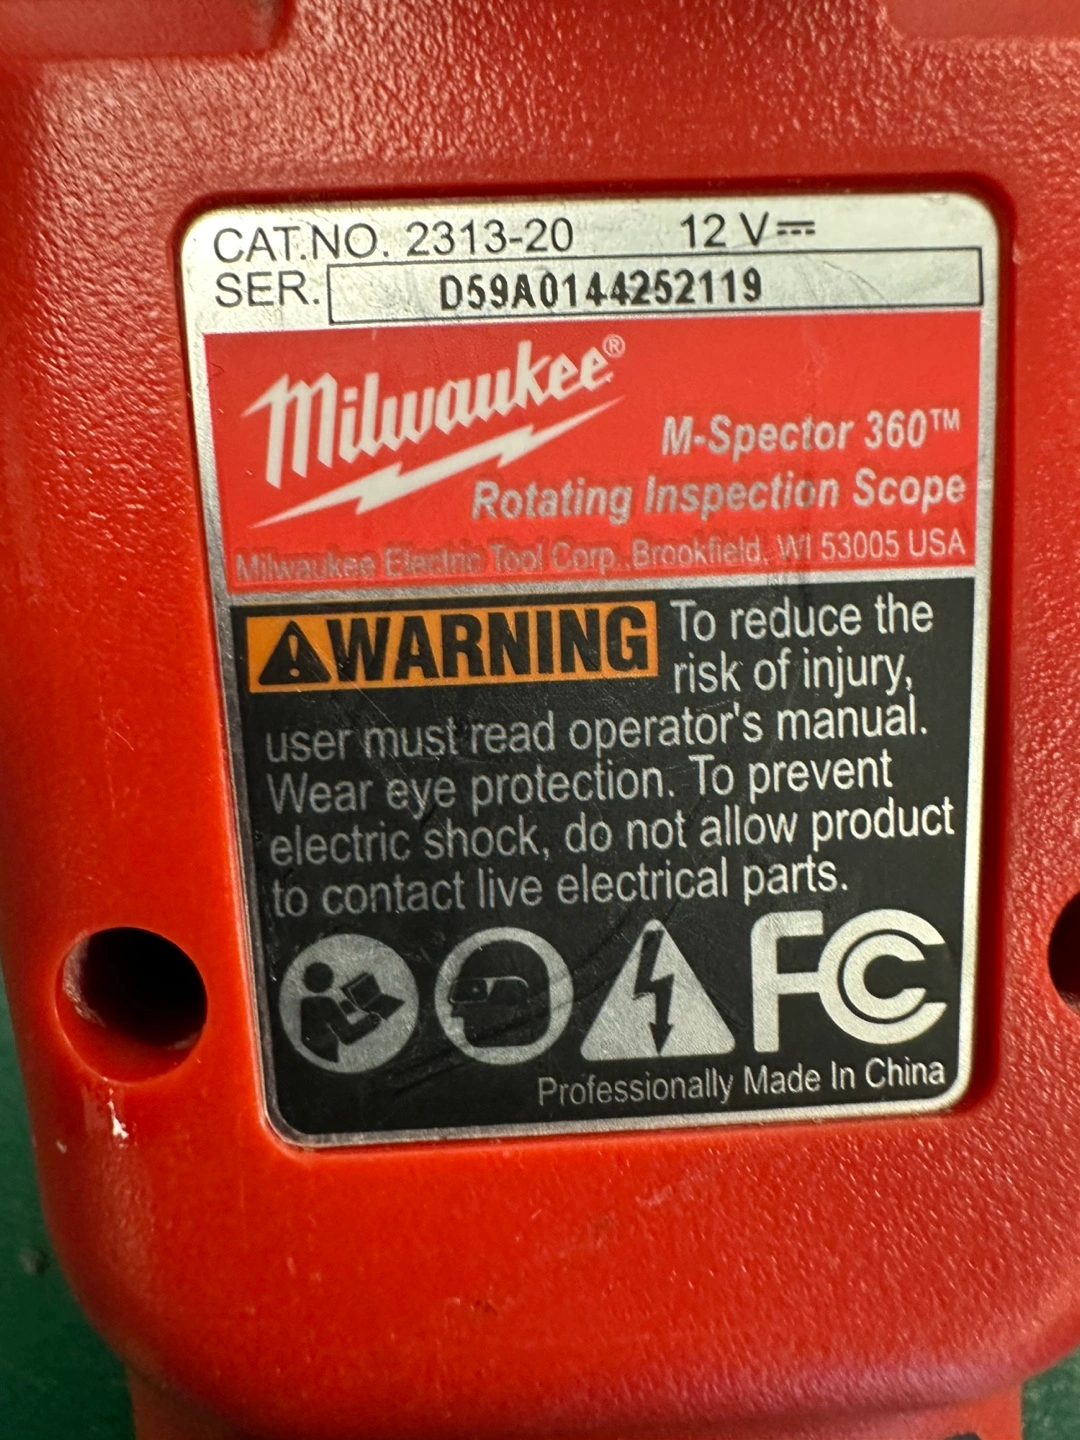 CAT.NO. 2313-20 12 V⎓
SER. D59A0144252119
Milwaukee®
M-Spector 360™
Rotating Inspection Scope
Milwaukee Electric Tool Corp., Brookfield, WI 53005 USA
⚠WARNING To reduce the
risk of injury,
user must read operator's manual.
Wear eye protection. To prevent
electric shock, do not allow product
to contact live electrical parts.
FC
Professionally Made In China